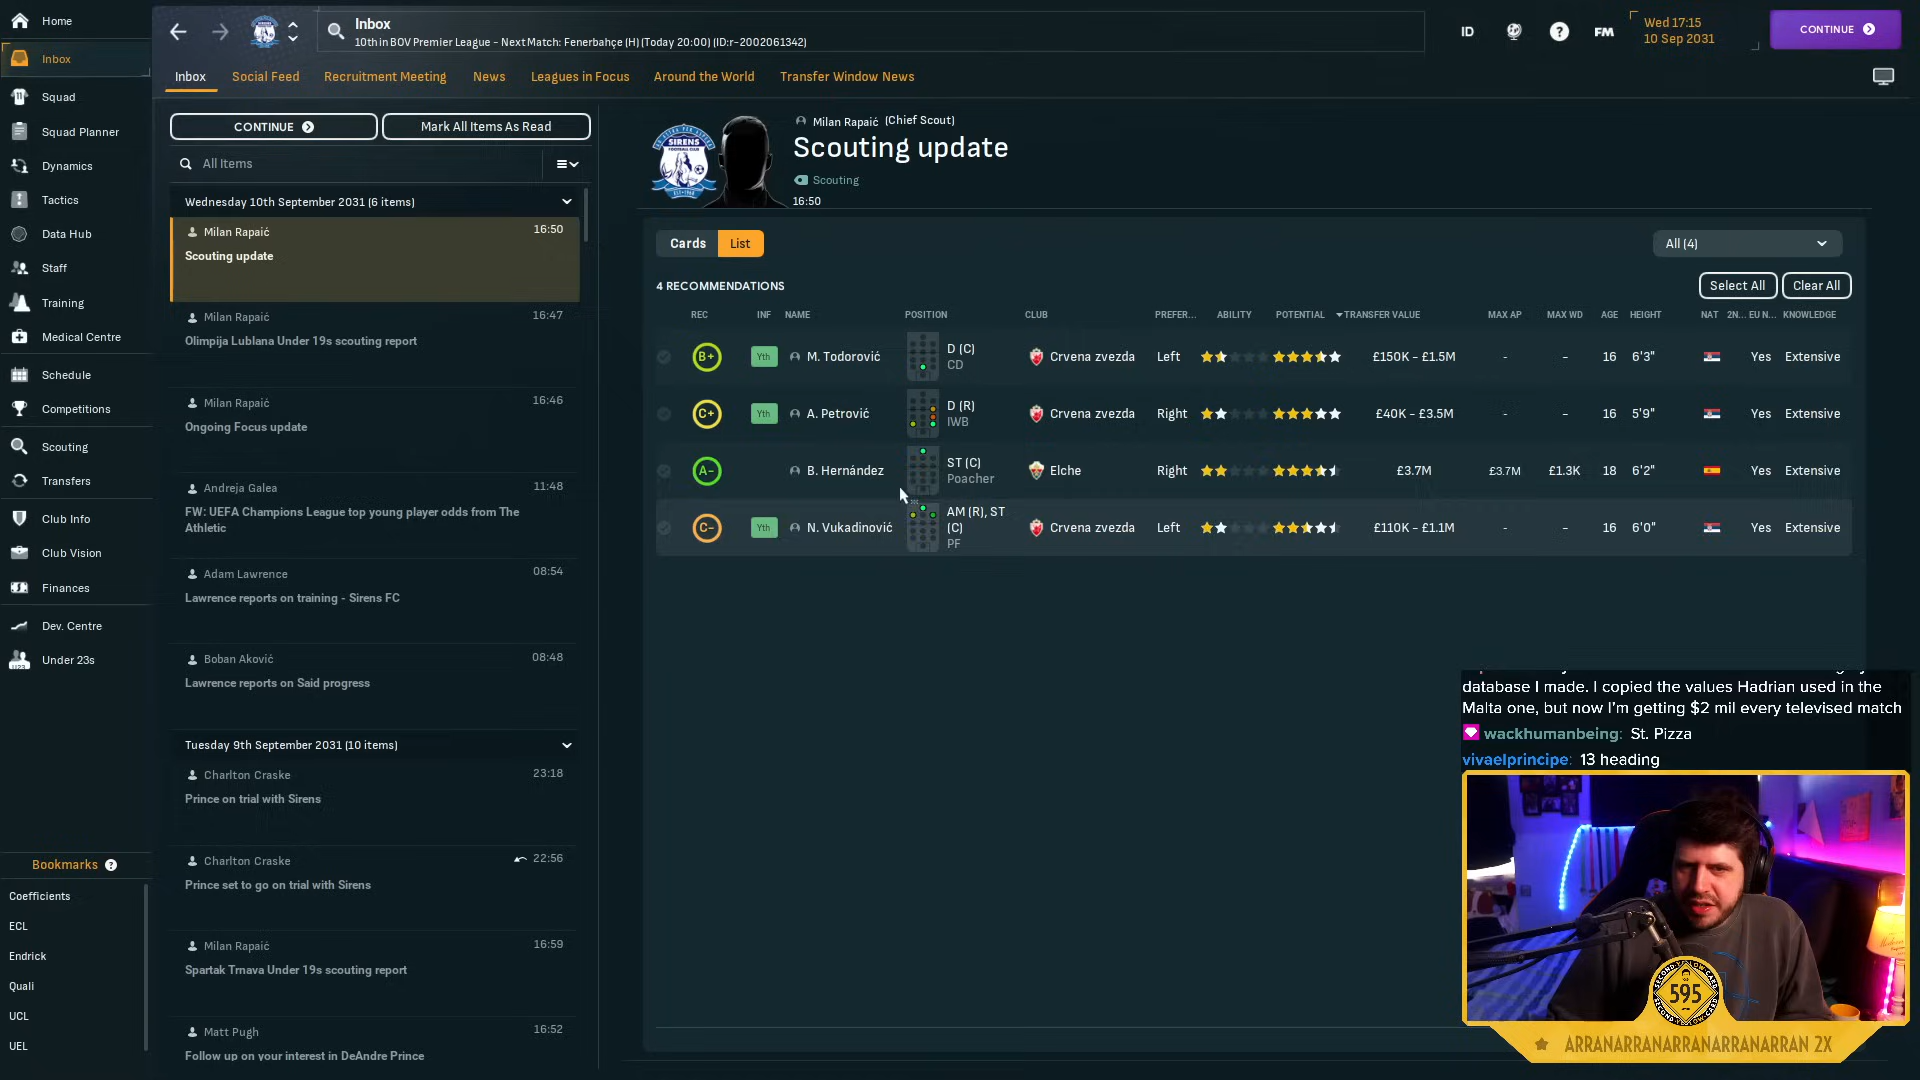 Home
Inbox
Squad
Squad Planner
Dynamics
Tactics
Data Hub
Staff
Training
Medical Centre
Schedule
Competitions
Scouting
Transfers
Club Info
Club Vision
Finances
Dev. Centre
Under 23s
Bookmarks ?
Coefficients
ECL
Endrick
Quali
UCL
UEL
Inbox
10th in BOV Premier League - Next Match: Fenerbahçe (H) (Today 20:00) (ID:r-2002061342)
ID
?
FM
Wed 17:15
10 Sep 2031
CONTINUE
Inbox Social Feed Recruitment Meeting News Leagues in Focus Around the World Transfer Window News
CONTINUE
Mark All Items As Read
All Items
Wednesday 10th September 2031 (6 items)
Milan Rapaić 16:50
Scouting update
Milan Rapaić 16:47
Olimpija Lublana Under 19s scouting report
Milan Rapaić 16:46
Ongoing Focus update
Andreja Galea 11:48
FW: UEFA Champions League top young player odds from The
Athletic
Adam Lawrence 08:54
Lawrence reports on training - Sirens FC
Boban Aković 08:48
Lawrence reports on Said progress
Tuesday 9th September 2031 (10 items)
Charlton Craske 23:18
Prince on trial with Sirens
Charlton Craske 22:56
Prince set to go on trial with Sirens
Milan Rapaić 16:59
Spartak Trnava Under 19s scouting report
Matt Pugh 16:52
Follow up on your interest in DeAndre Prince
SIRENS
Milan Rapaić (Chief Scout)
Scouting update
Scouting
16:50
Cards List
All (4)
4 RECOMMENDATIONS
Select All Clear All
REC INF NAME POSITION CLUB PREFER... ABILITY POTENTIAL TRANSFER VALUE MAX AP MAX WD AGE HEIGHT NAT 2N... EU N... KNOWLEDGE
B+ Yth M. Todorović D (C) Crvena zvezda Left £150K - £1.5M - - 16 6'3" Yes Extensive
CD
C+ Yth A. Petrović D (R) Crvena zvezda Right £40K - £3.5M - - 16 5'9" Yes Extensive
IWB
A- B. Hernández ST (C) Elche Right £3.7M £3.7M £1.3K 18 6'2" Yes Extensive
Poacher
C- Yth N. Vukadinović AM (R), ST Crvena zvezda Left £110K - £1.1M - - 16 6'0" Yes Extensive
(C)
PF
database I made. I copied the values Hadrian used in the
Malta one, but now I'm getting $2 mil every televised match
wackhumanbeing: St. Pizza
vivaelprincipe: 13 heading
SECOND YELLOW CARD
595
ARRANARRANARRANARRANARRAN 2X